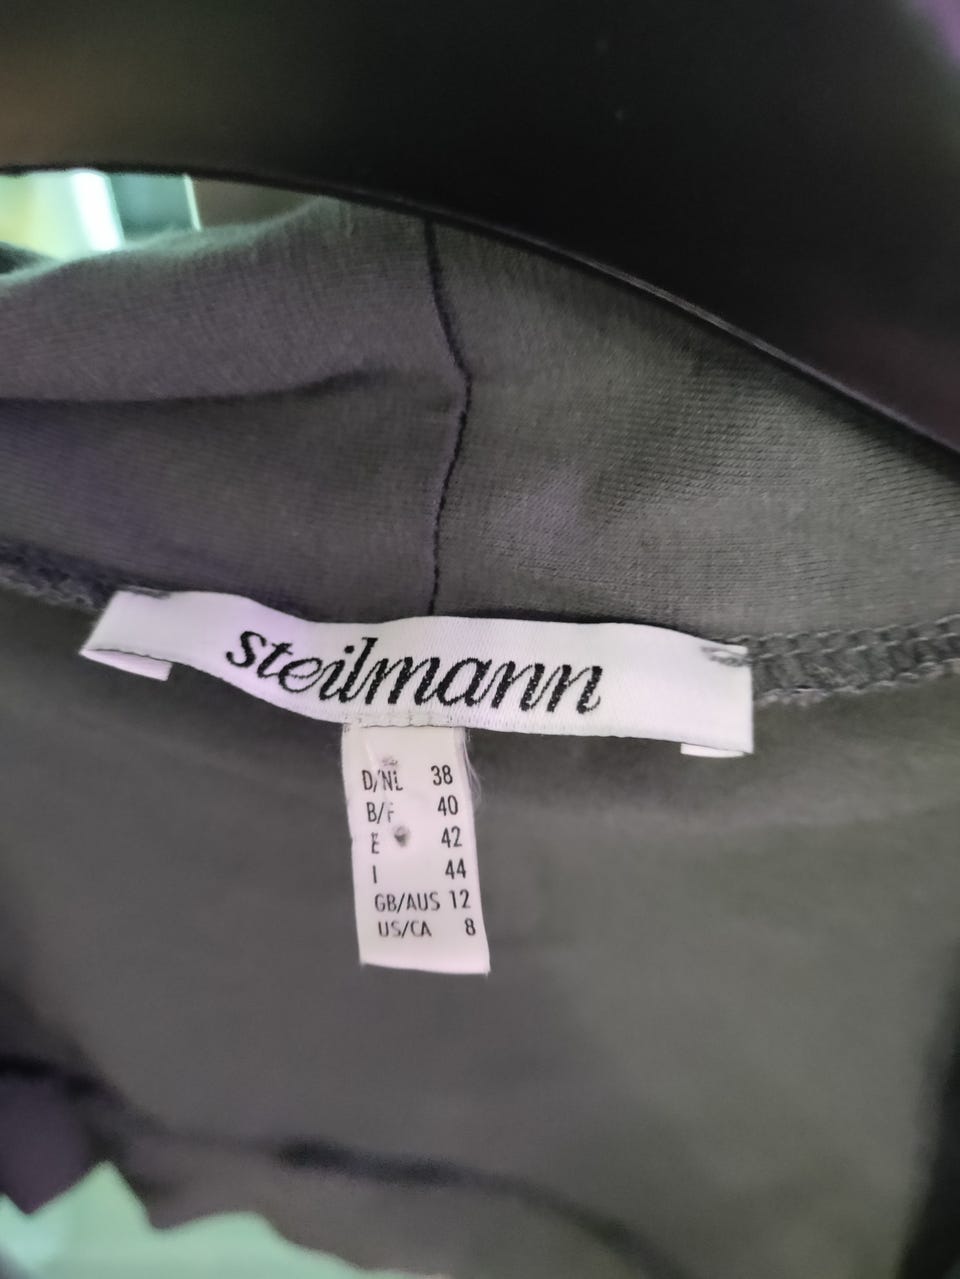 steilmann
D/NL 38
B/F 40
E 42
I 44
GB/AUS 12
US/CA 8